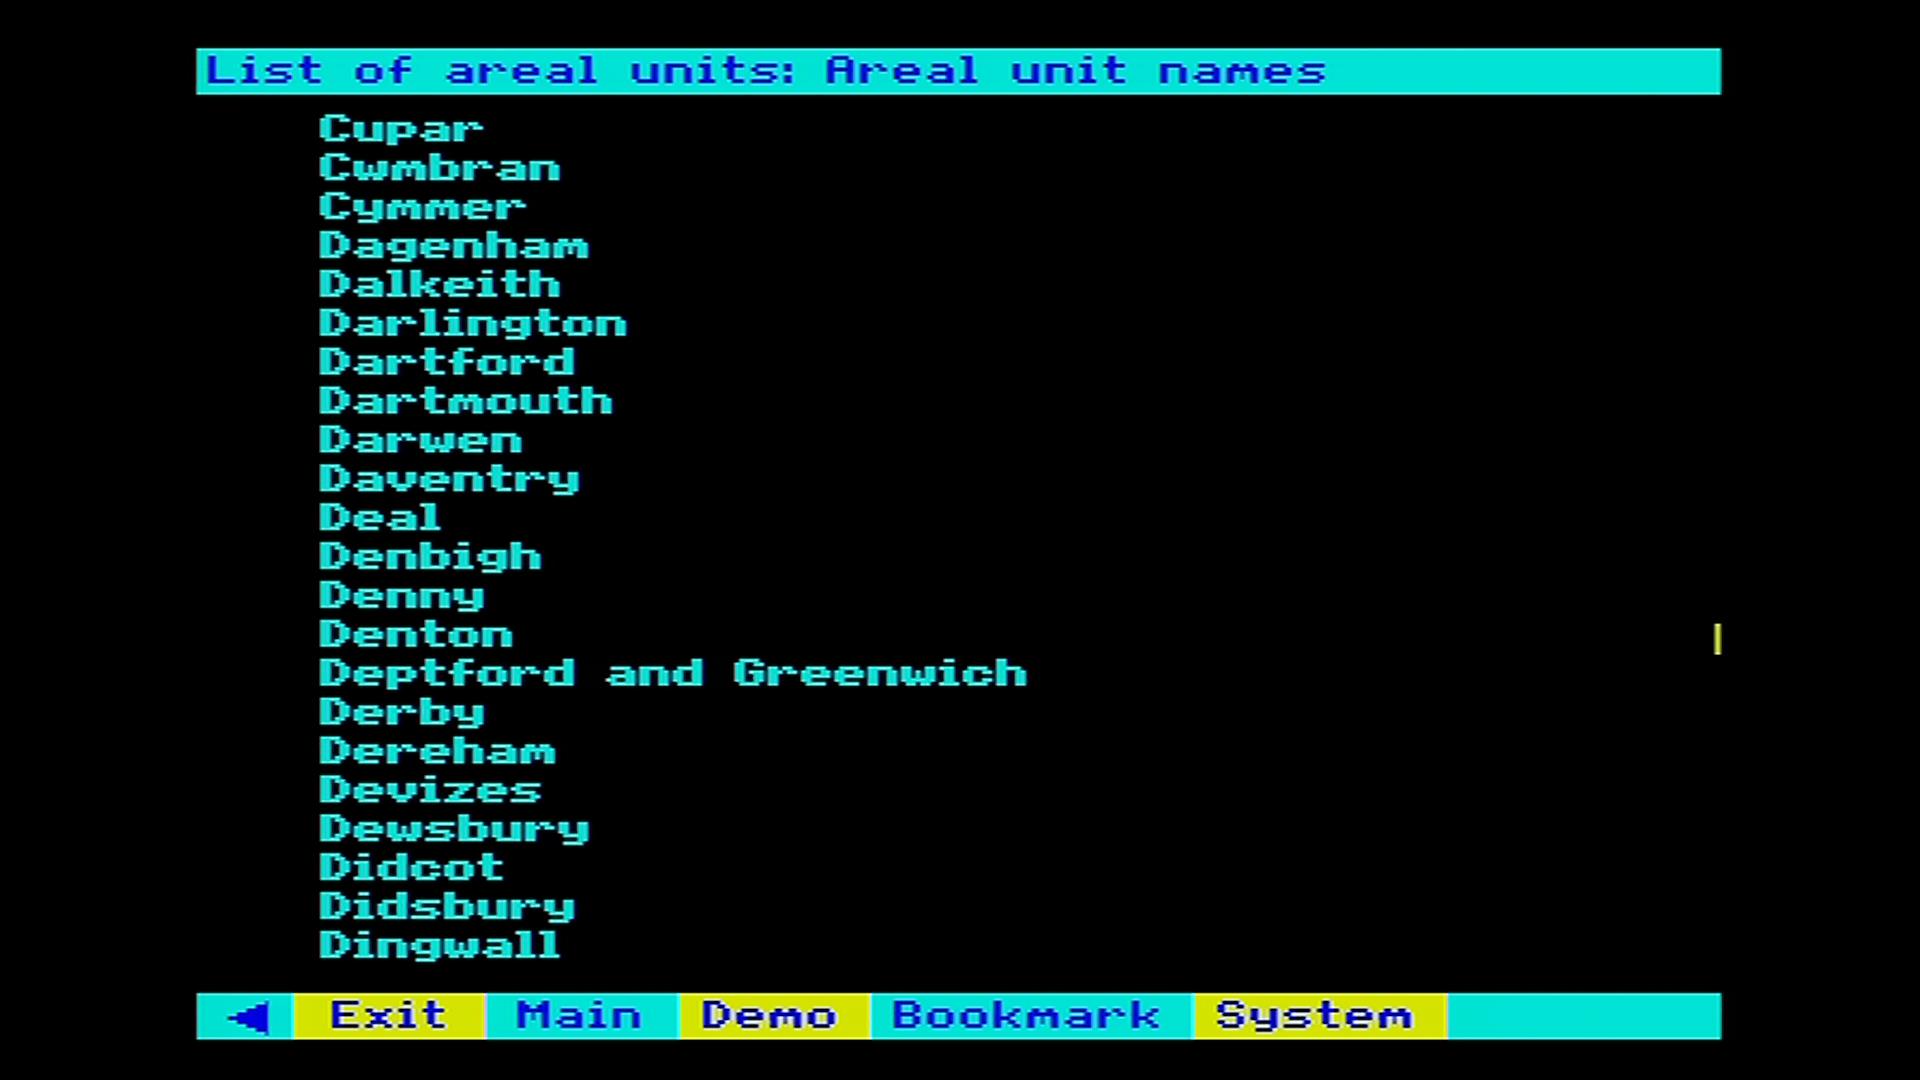 List of areal units: Areal unit names
Cupar
Cwmbran
Cymmer
Dagenham
Dalkeith
Darlington
Dartford
Dartmouth
Darwen
Daventry
Deal
Denbigh
Denny
Denton
Deptford and Greenwich
Derby
Dereham
Devizes
Dewsbury
Didcot
Didsbury
Dingwall
Exit Main Demo Bookmark System